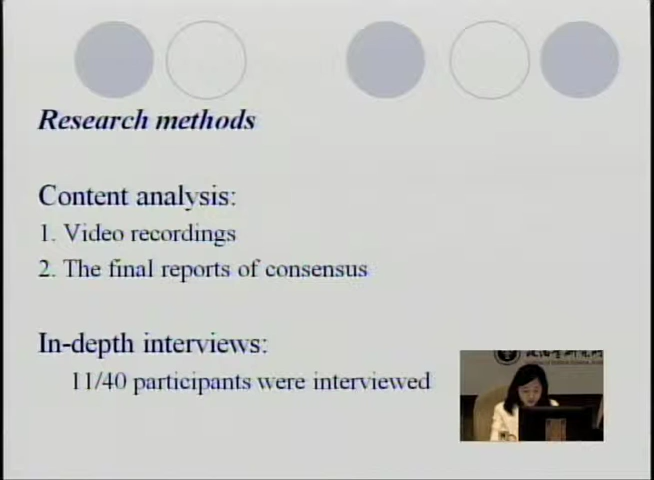 Research methods
Content analysis:
1. Video recordings
2. The final reports of consensus
In-depth interviews:
11/40 participants were interviewed